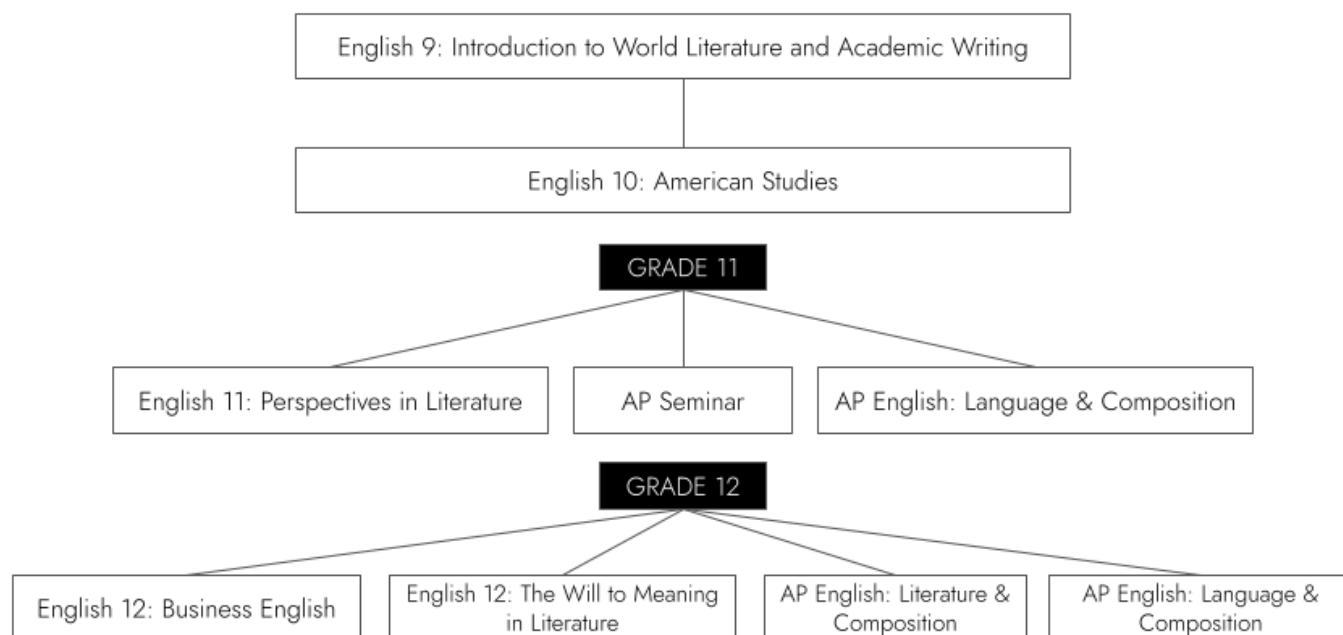 English 9: Introduction to World Literature and Academic Writing
English 10: American Studies
GRADE 11
English 11: Perspectives in Literature
AP Seminar
AP English: Language & Composition
GRADE 12
English 12: Business English
English 12: The Will to Meaning
in Literature
AP English: Literature &
Composition
AP English: Language &
Composition